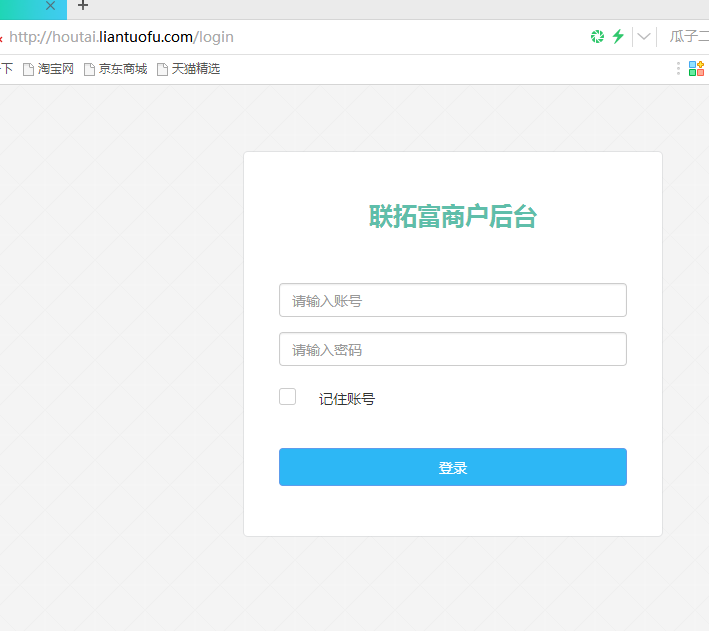 http://houtai.liantuofu.com/login
瓜子二
下 淘宝网 京东商城 天猫精选
联拓富商户后台
请输入账号
请输入密码
记住账号
登录